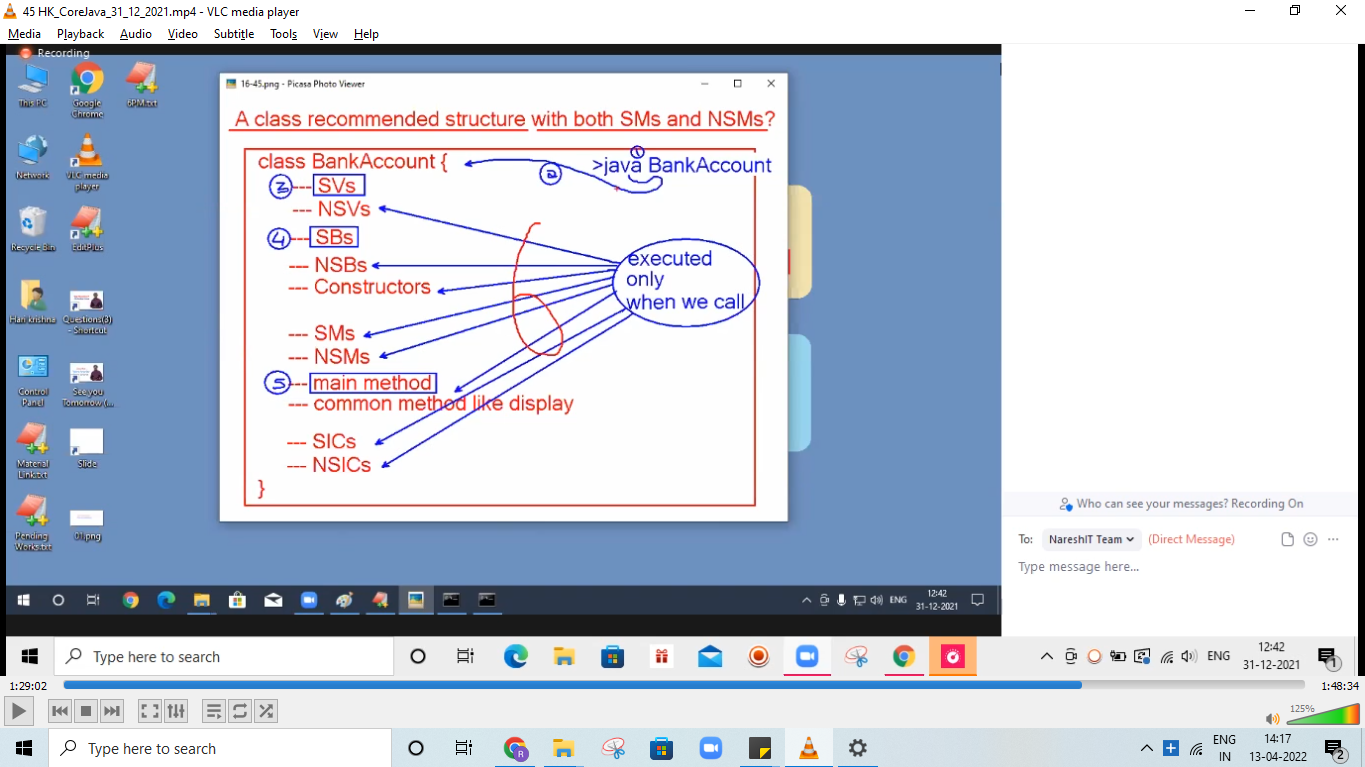 45 HK_CoreJava_31_12_2021.mp4 - VLC media player
Media Playback Audio Video Subtitle Tools View Help
Recording
This PC
Google Chrome
6PM.txt
Network
VLC media player
Recycle Bin
EditPlus
Hari krishna
Questions(3) - Shortcut
Control Panel
See you Tomorrow (...
Material Link.txt
Slide
Pending Works.txt
01.png
16-45.png - Picasa Photo Viewer
A class recommended structure with both SMs and NSMs?
class BankAccount {
1
2
>java BankAccount
3 --- SVs
--- NSVs
4 --- SBs
--- NSBs
--- Constructors
executed
only
when we call
--- SMs
--- NSMs
5 --- main method
--- common method like display
--- SICs
--- NSICs
}
ENG
12:42
31-12-2021
Who can see your messages? Recording On
To: NareshIT Team (Direct Message)
Type message here...
Type here to search
ENG
12:42
31-12-2021
1
1:29:02
1:48:34
125%
Type here to search
R
ENG
IN
14:17
13-04-2022
2